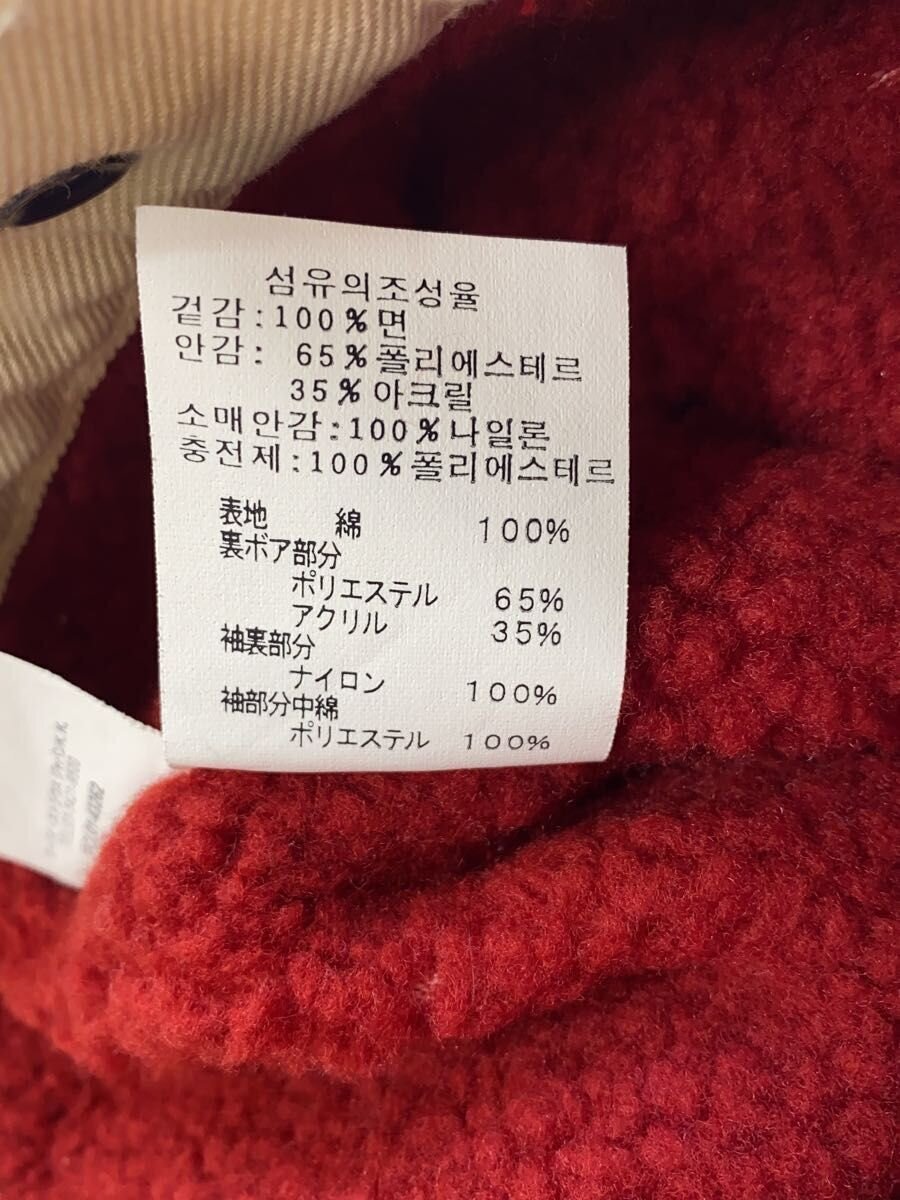 섬유의조성율
겉감:100%면
안감: 65%폴리에스테르
35%아크릴
소매안감:100%나일론
충전제:100%폴리에스테르
表地 綿 100%
裏ボア部分
ポリエステル 65%
アクリル 35%
袖裏部分
ナイロン 100%
袖部分中綿
ポリエステル 100%